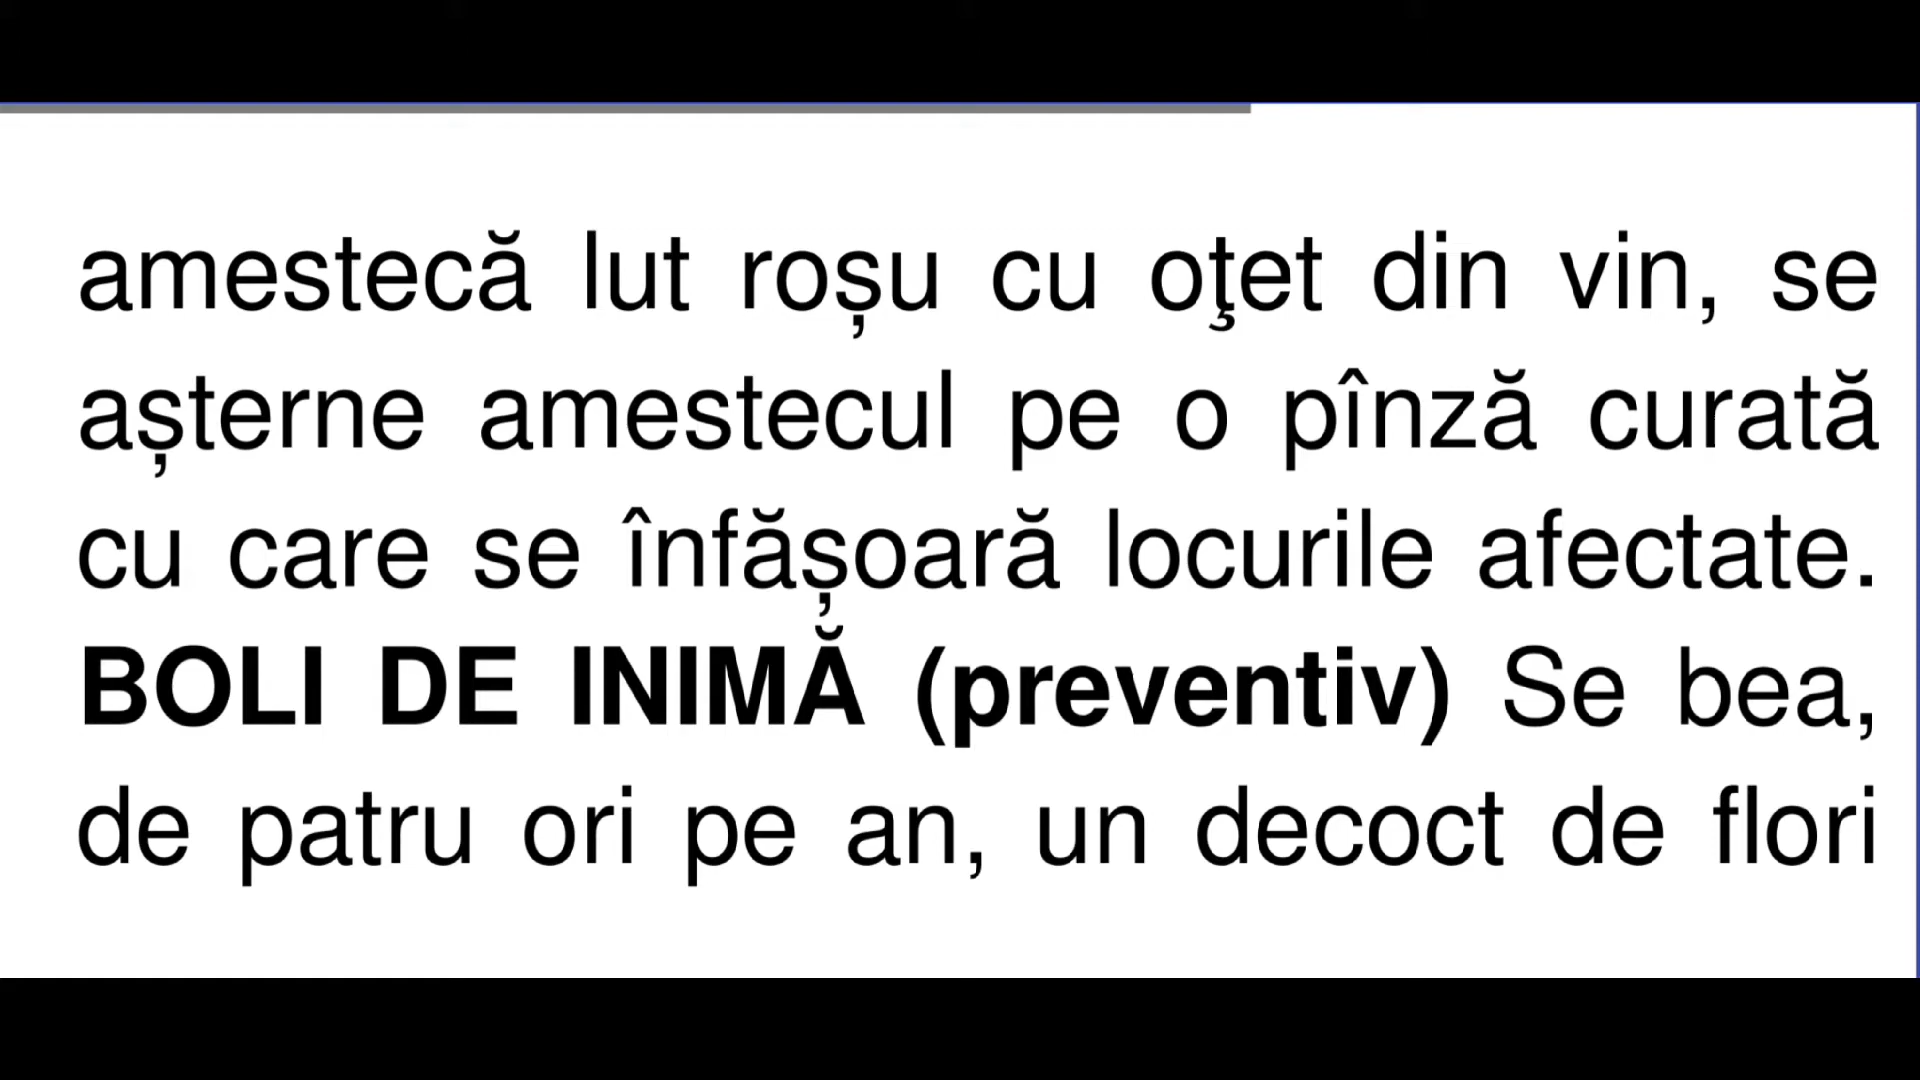 amestecă lut roșu cu oţet din vin, se
așterne amestecul pe o pînză curată
cu care se înfășoară locurile afectate.
BOLI DE INIMĂ (preventiv) Se bea,
de patru ori pe an, un decoct de flori